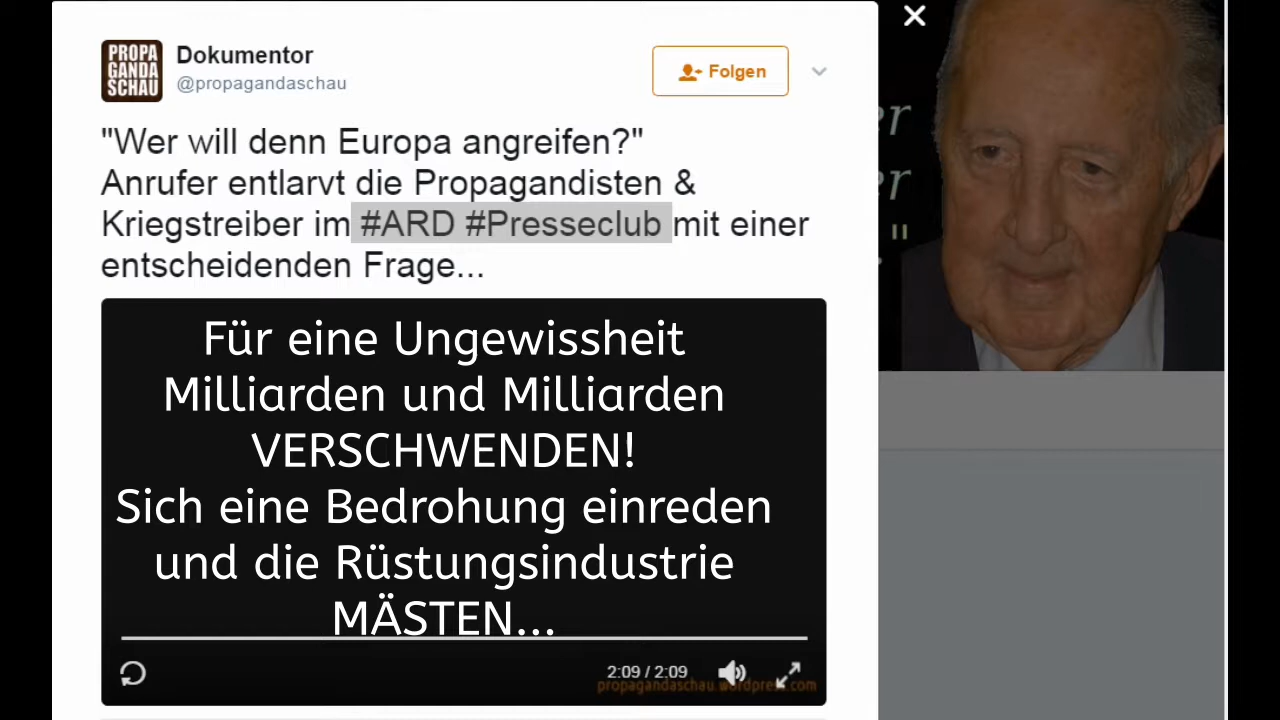 PROPA
GANDA
SCHAU
Dokumentor
@propagandaschau
Folgen
"Wer will denn Europa angreifen?"
Anrufer entlarvt die Propagandisten &
Kriegstreiber im #ARD #Presseclub mit einer
entscheidenden Frage...
Für eine Ungewissheit
Milliarden und Milliarden
VERSCHWENDEN!
Sich eine Bedrohung einreden
und die Rüstungsindustrie
MÄSTEN...
2:09 / 2:09
propagandaschau.wordpress.com